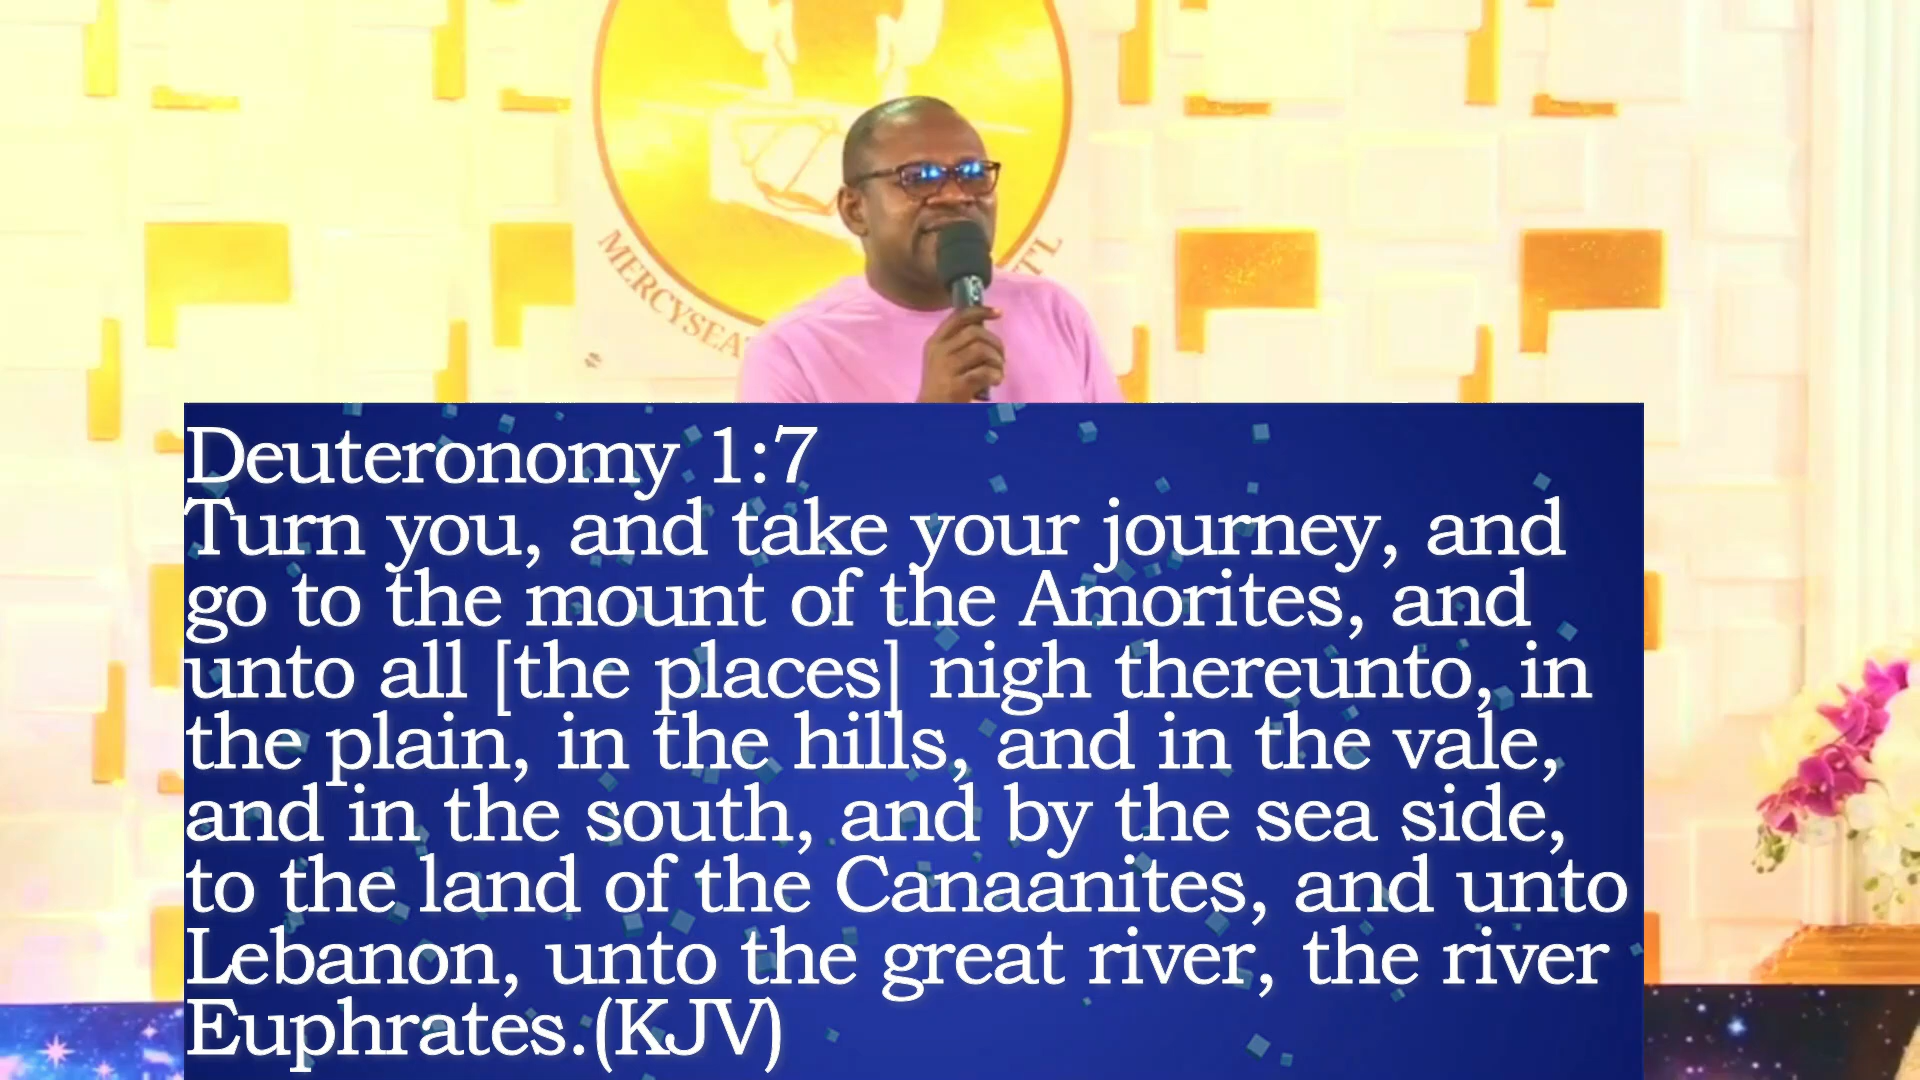 MERCYSEA
T'L
Deuteronomy 1:7
Turn you, and take your journey, and
go to the mount of the Amorites, and
unto all [the places] nigh thereunto, in
the plain, in the hills, and in the vale,
and in the south, and by the sea side,
to the land of the Canaanites, and unto
Lebanon, unto the great river, the river
Euphrates.(KJV)